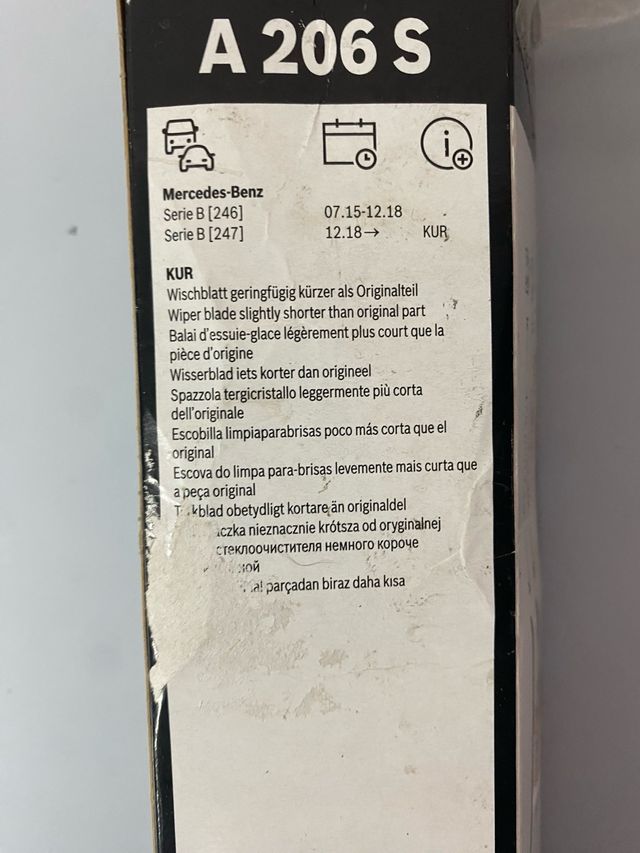 A 206 S
Mercedes-Benz
Serie B [246] 07.15-12.18
Serie B [247] 12.18→ KUR
KUR
Wischblatt geringfügig kürzer als Originalteil
Wiper blade slightly shorter than original part
Balai d'essuie-glace légèrement plus court que la
pièce d'origine
Wisserblad iets korter dan origineel
Spazzola tergicristallo leggermente più corta
dell'originale
Escobilla limpiaparabrisas poco más corta que el
original
Escova do limpa para-brisas levemente mais curta que
a peça original
obetydligt kortare än originaldel
nieznacznie krótsza od oryginalnej
стеклоочистителя немного короче
parçadan biraz daha kısa